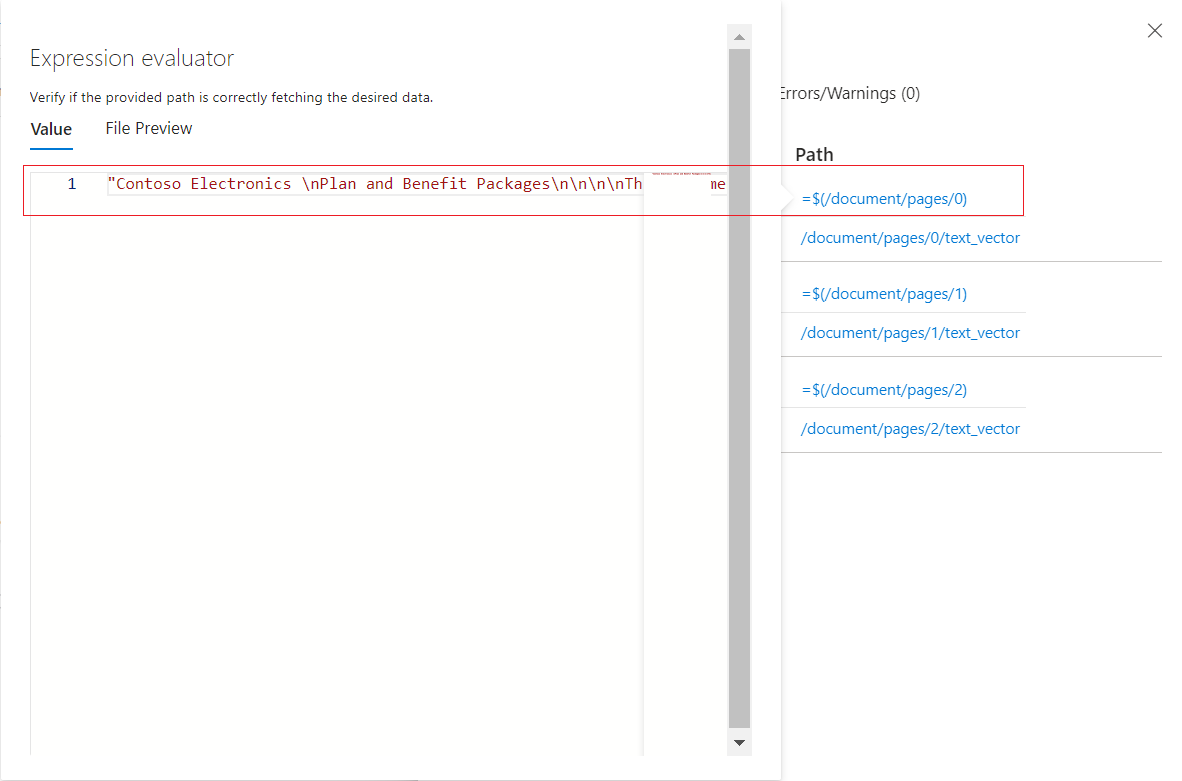 Expression evaluator
Verify if the provided path is correctly fetching the desired data.
Value File Preview
1 "Contoso Electronics \nPlan and Benefit Packages\n\n\n\nTh me
Errors/Warnings (0)
Path
=$(/document/pages/0)
/document/pages/0/text_vector
=$(/document/pages/1)
/document/pages/1/text_vector
=$(/document/pages/2)
/document/pages/2/text_vector